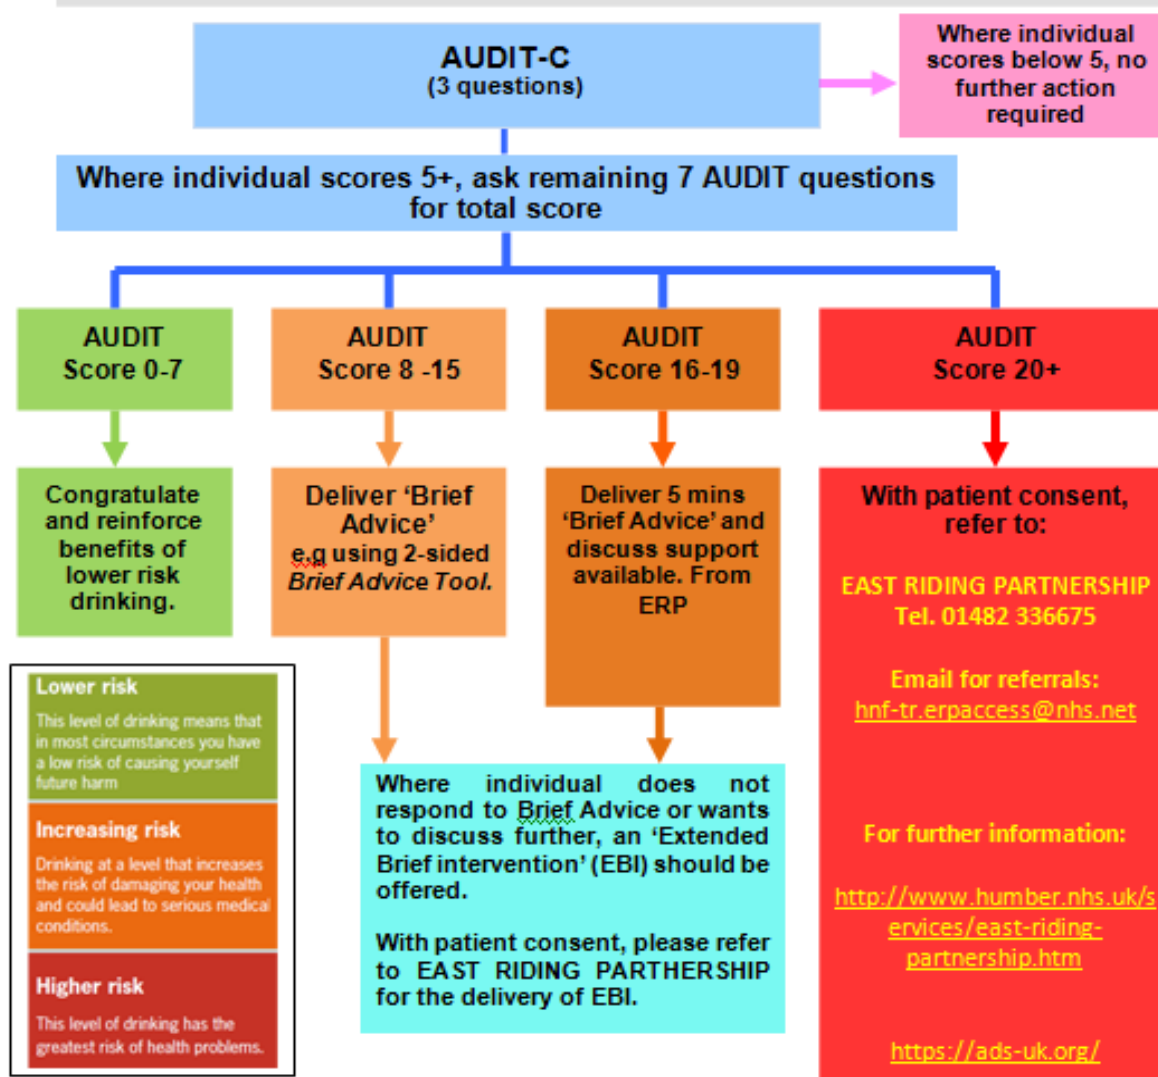 AUDIT-C
(3 questions)
Where individual
scores below 5, no
further action
required
Where individual scores 5+, ask remaining 7 AUDIT questions
for total score
AUDIT
Score 0-7
AUDIT
Score 8 -15
AUDIT
Score 16-19
AUDIT
Score 20+
Congratulate
and reinforce
benefits of
lower risk
drinking.
Deliver ‘Brief
Advice’
e.g using 2-sided
Brief Advice Tool.
Deliver 5 mins
‘Brief Advice’ and
discuss support
available. From
ERP
With patient consent,
refer to:
EAST RIDING PARTNERSHIP
Tel. 01482 336675
Email for referrals:
hnf-tr.erpaccess@nhs.net
For further information:
http://www.humber.nhs.uk/s
ervices/east-riding-
partnership.htm
https://ads-uk.org/
Lower risk
This level of drinking means that
in most circumstances you have
a low risk of causing yourself
future harm
Increasing risk
Drinking at a level that increases
the risk of damaging your health
and could lead to serious medical
conditions.
Higher risk
This level of drinking has the
greatest risk of health problems.
Where individual does not
respond to Brief Advice or wants
to discuss further, an ‘Extended
Brief intervention’ (EBI) should be
offered.
With patient consent, please refer
to EAST RIDING PARTHERSHIP
for the delivery of EBI.